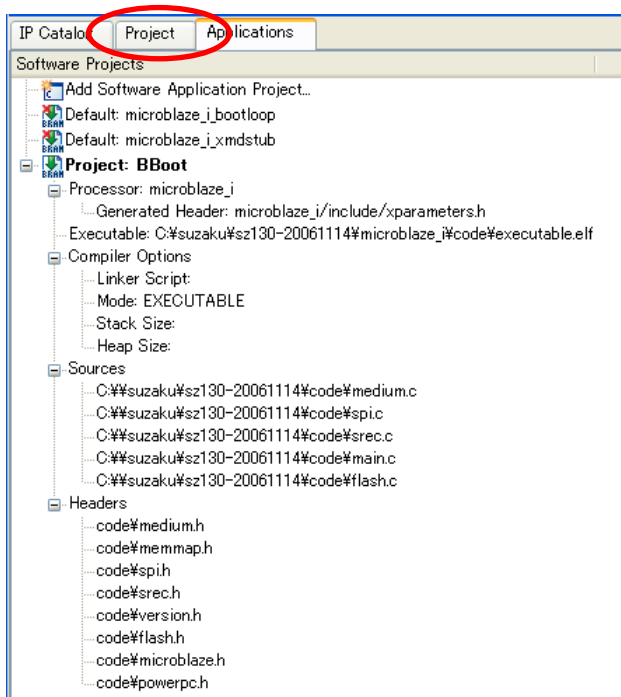 IP Catalog Project Applications
Software Projects
Add Software Application Project...
Default: microblaze_i_bootloop
Default: microblaze_i_xmdstub
Project: BBoot
Processor: microblaze_i
Generated Header: microblaze_i/include/xparameters.h
Executable: C:¥suzaku¥sz130-20061114¥microblaze_i¥code¥executable.elf
Compiler Options
Linker Script:
Mode: EXECUTABLE
Stack Size:
Heap Size:
Sources
C:¥¥suzaku¥sz130-20061114¥code¥medium.c
C:¥¥suzaku¥sz130-20061114¥code¥spi.c
C:¥¥suzaku¥sz130-20061114¥code¥srec.c
C:¥¥suzaku¥sz130-20061114¥code¥main.c
C:¥¥suzaku¥sz130-20061114¥code¥flash.c
Headers
code¥medium.h
code¥memmap.h
code¥spi.h
code¥srec.h
code¥version.h
code¥flash.h
code¥microblaze.h
code¥powerpc.h